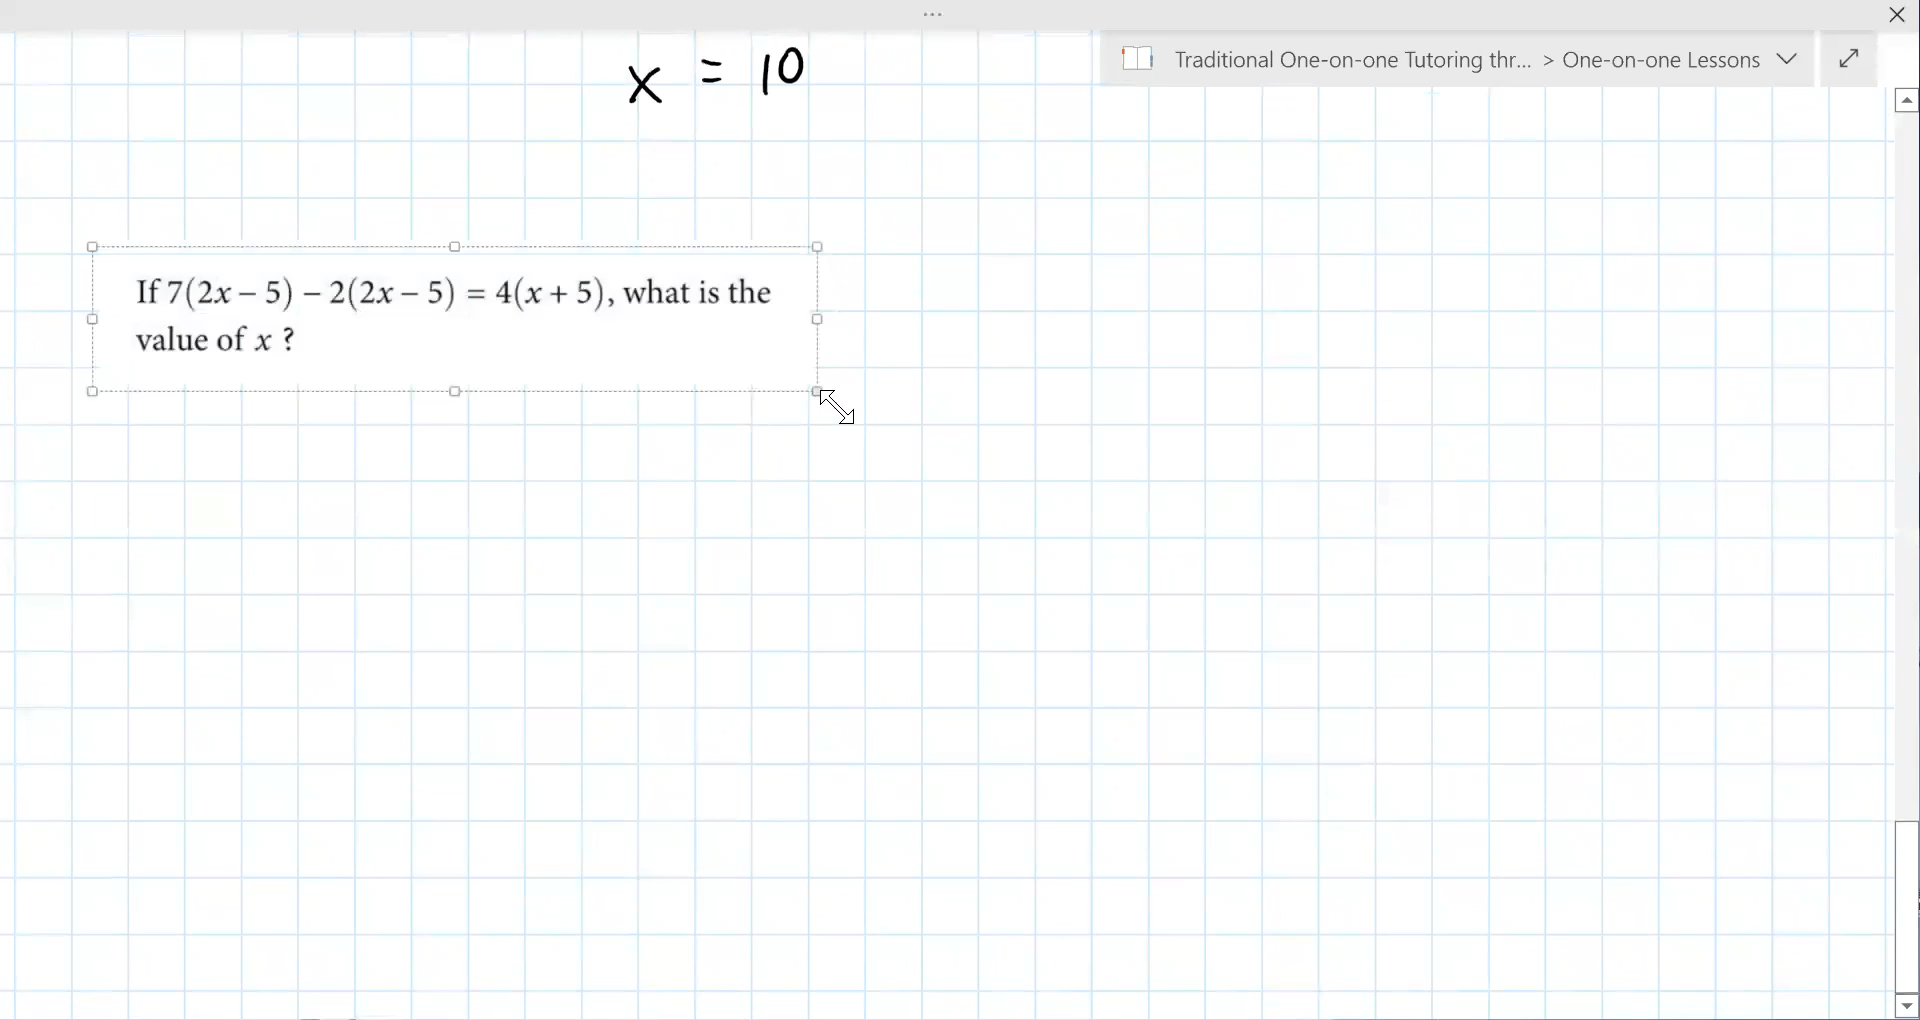 ...
x = 10
Traditional One-on-one Tutoring thr... > One-on-one Lessons
If 7(2x – 5) – 2(2x – 5) = 4(x + 5), what is the
value of x ?